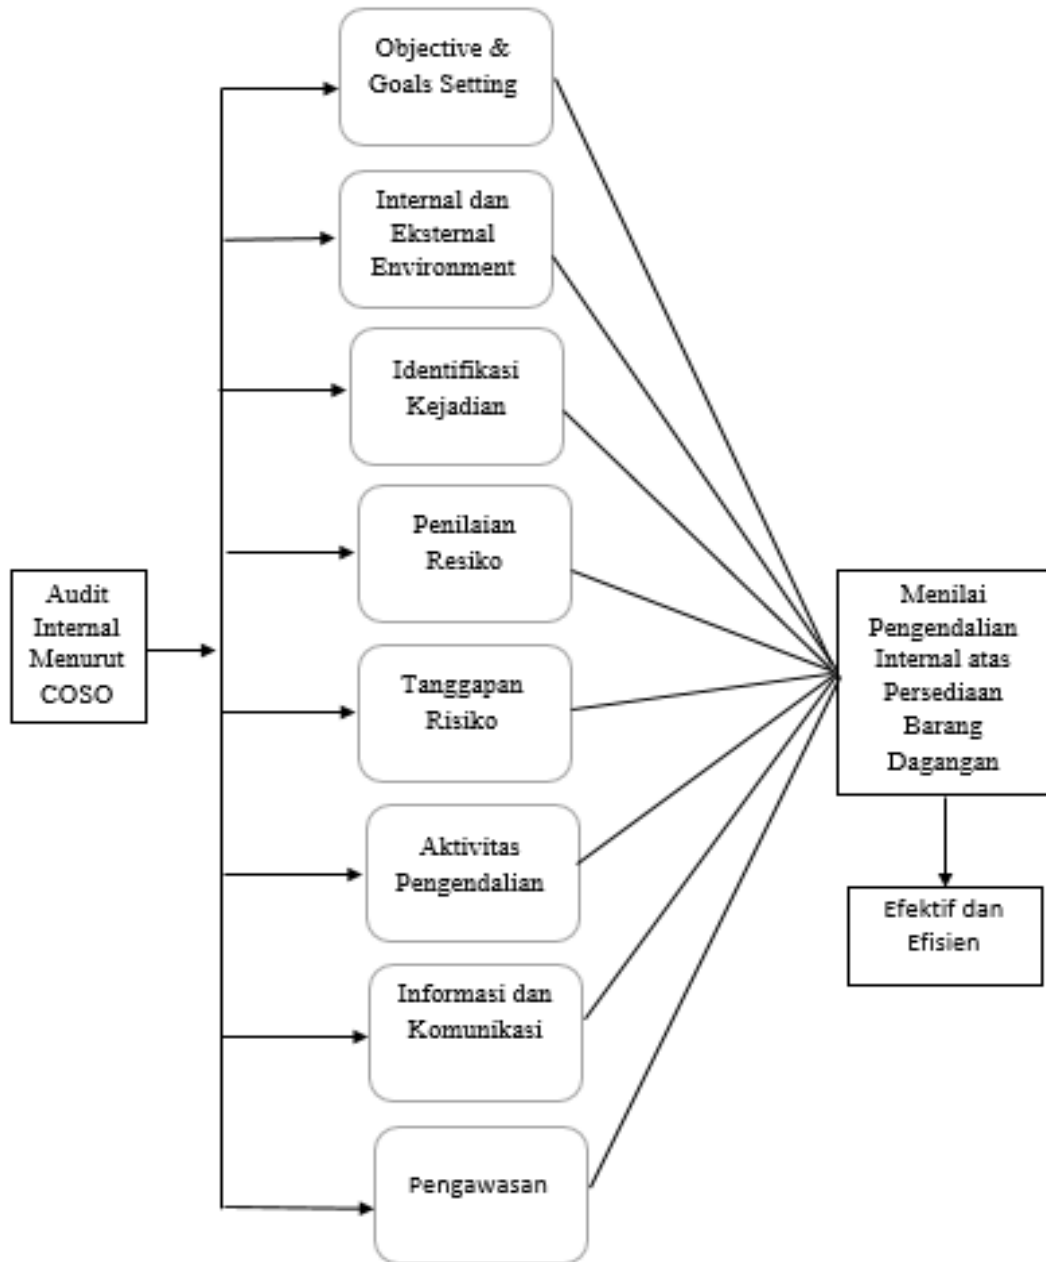 Objective &
Goals Setting
Internal dan
Eksternal
Environment
Identifikasi
Kejadian
Penilaian
Resiko
Audit
Internal
Menurut
COSO
Tanggapan
Risiko
Aktivitas
Pengendalian
Informasi dan
Komunikasi
Pengawasan
Menilai
Pengendalian
Internal atas
Persediaan
Barang
Dagangan
Efektif dan
Efisien